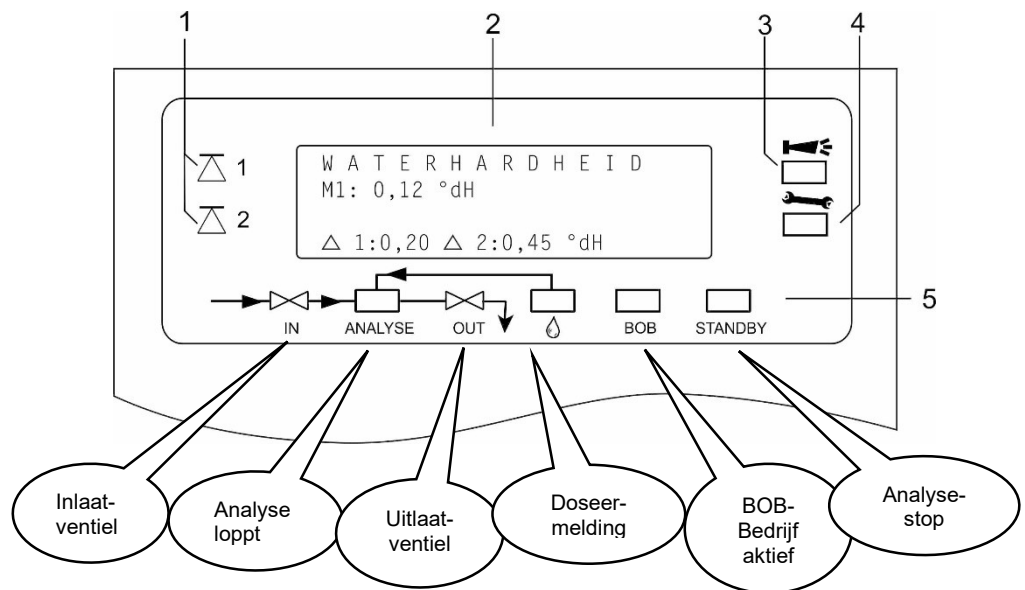 1
2
3
4
1
2
W A T E R H A R D H E I D
M1: 0,12 °dH
△ 1:0,20 △ 2:0,45 °dH
5
IN
ANALYSE
OUT
BOB
STANDBY
Inlaat-
ventiel
Analyse
loppt
Uitlaat-
ventiel
Doseer-
melding
BOB-
Bedrijf
aktief
Analyse-
stop